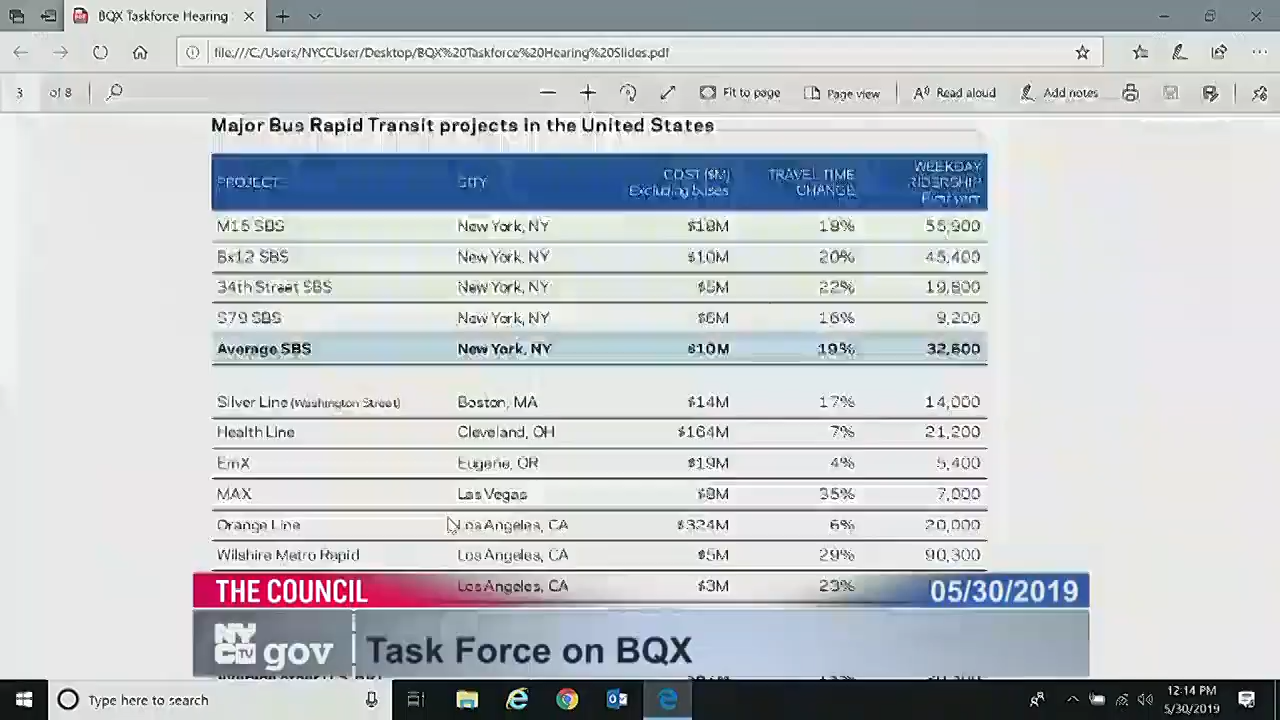 BQX Taskforce Hearing
file:///C:/Users/NYCCUser/Desktop/BQX%20Taskforce%20Hearing%20Slides.pdf
3 of 8 Fit to page Page view Read aloud Add notes
Major Bus Rapid Transit projects in the United States
PROJECT CITY COST ($M) Excluding buses TRAVEL TIME CHANGE WEEKDAY RIDERSHIP First year
M15 SBS New York, NY $18M 18% 55,900
Bx12 SBS New York, NY $10M 20% 45,400
34th Street SBS New York, NY $5M 22% 19,800
S79 SBS New York, NY $6M 16% 9,200
Average SBS New York, NY $10M 19% 32,600
Silver Line (Washington Street) Boston, MA $14M 17% 14,000
Health Line Cleveland, OH $164M 7% 21,200
EmX Eugene, OR $19M 4% 5,400
MAX Las Vegas $8M 35% 7,000
Orange Line Los Angeles, CA $324M 6% 20,000
Wilshire Metro Rapid Los Angeles, CA $5M 29% 90,300
Los Angeles, CA $3M 23%
THE COUNCIL 05/30/2019
NYC TV gov Task Force on BQX
Type here to search
12:14 PM
5/30/2019